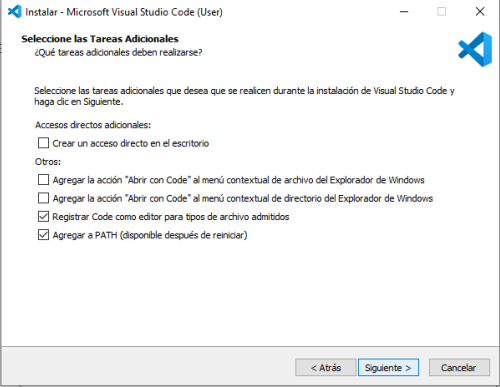 Instalar - Microsoft Visual Studio Code (User)
Seleccione las Tareas Adicionales
¿Qué tareas adicionales deben realizarse?
Seleccione las tareas adicionales que desea que se realicen durante la instalación de Visual Studio Code y
haga clic en Siguiente.
Accesos directos adicionales:
Crear un acceso directo en el escritorio
Otros:
Agregar la acción "Abrir con Code" al menú contextual de archivo del Explorador de Windows
Agregar la acción "Abrir con Code" al menú contextual de directorio del Explorador de Windows
Registrar Code como editor para tipos de archivo admitidos
Agregar a PATH (disponible después de reiniciar)
< Atrás
Siguiente >
Cancelar